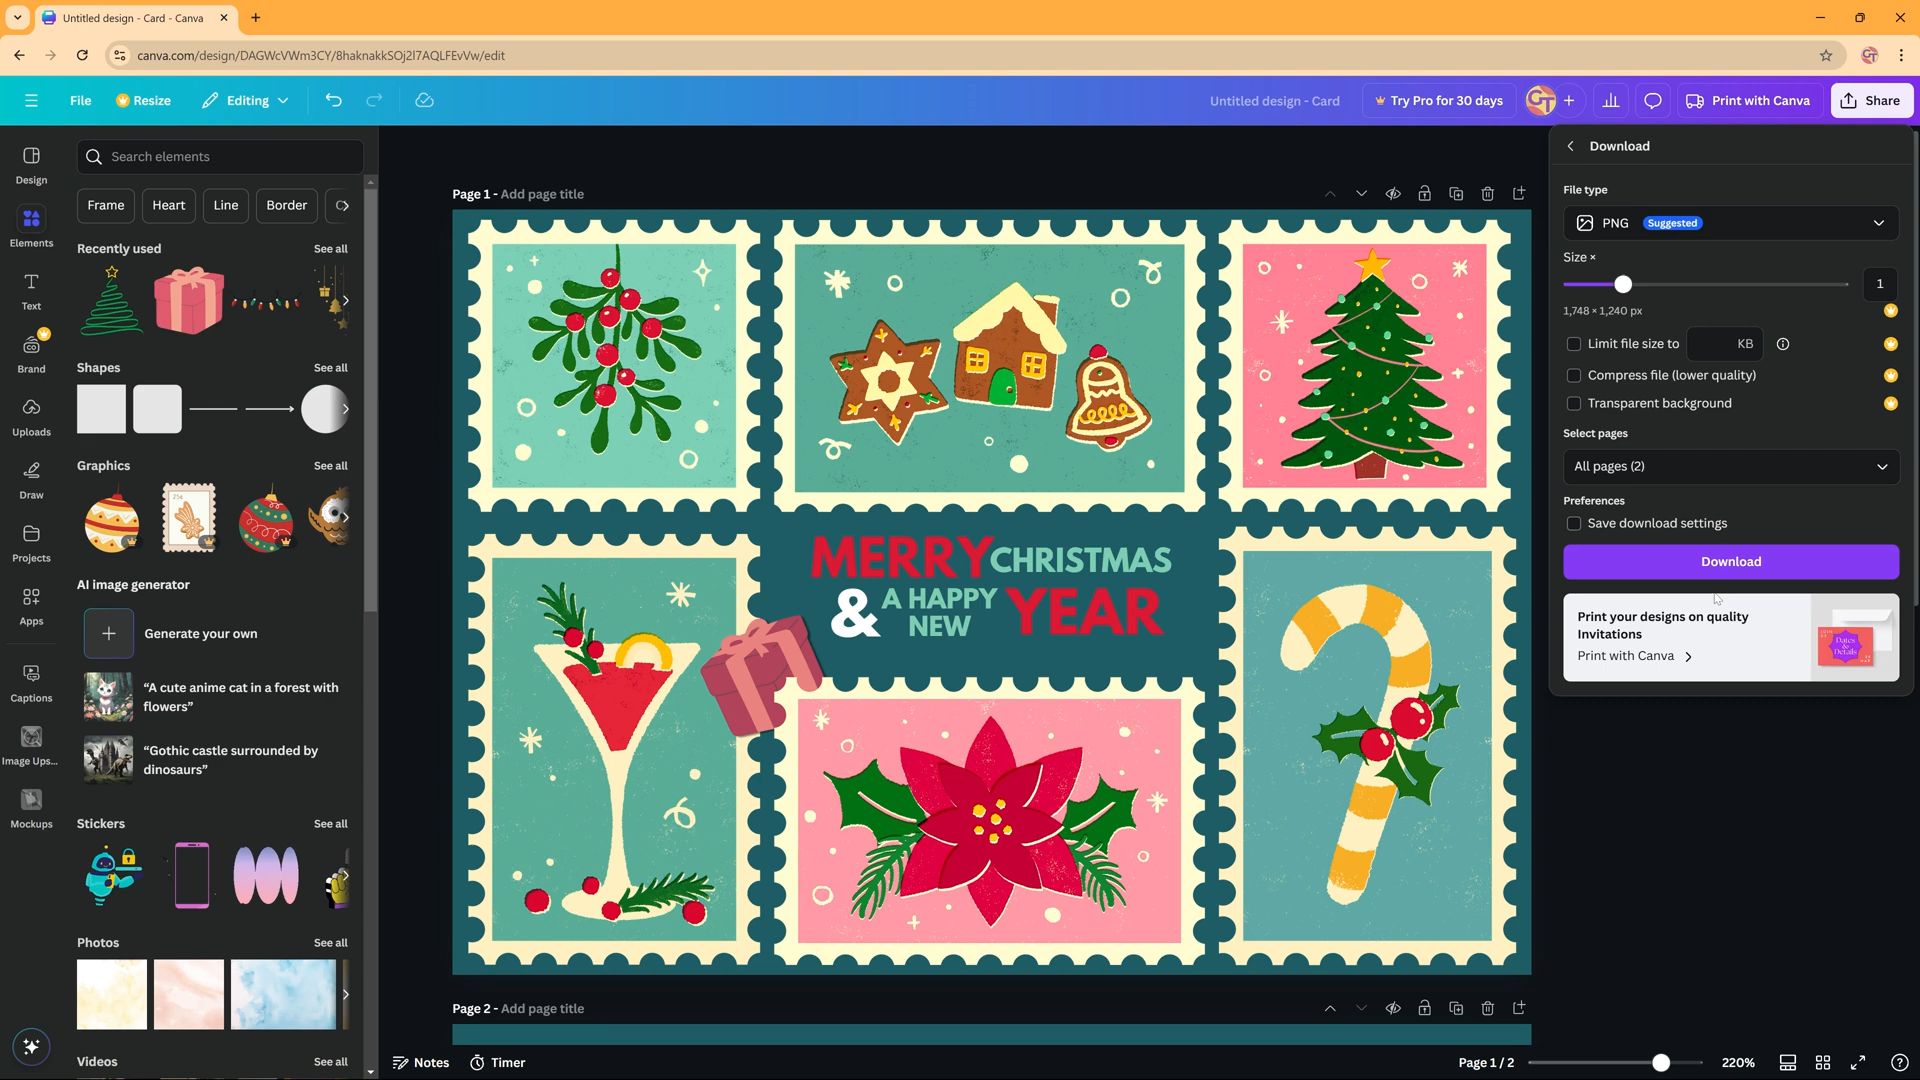 Untitled design - Card - Canva
canva.com/design/DAGWcVWm3CY/8haknakkSOj2I7AQLFEvVw/edit
File
Resize
Editing
Untitled design - Card
Try Pro for 30 days
GT
Print with Canva
Share
Design
Elements
Text
Brand
Uploads
Draw
Projects
Apps
Captions
Image Ups...
Mockups
Search elements
Frame
Heart
Line
Border
Recently used
See all
Shapes
See all
Graphics
See all
25¢
AI image generator
Generate your own
"A cute anime cat in a forest with
flowers"
"Gothic castle surrounded by
dinosaurs"
Stickers
See all
Photos
See all
Videos
See all
Page 1 - Add page title
MERRY CHRISTMAS
& A HAPPY
NEW YEAR
Page 2 - Add page title
Notes
Timer
Page 1 / 2
220%
Download
File type
PNG Suggested
Size ×
1
1,748 × 1,240 px
Limit file size to KB
Compress file (lower quality)
Transparent background
Select pages
All pages (2)
Preferences
Save download settings
Download
Print your designs on quality
Invitations
Print with Canva
Dates
&
Details